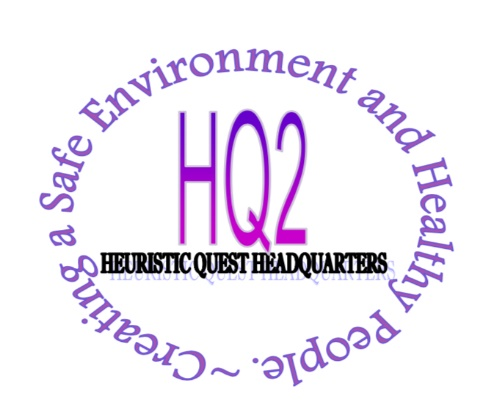 ~Creating a Safe Environment and Healthy People.
HQ2
HEURISTIC QUEST HEADQUARTERS